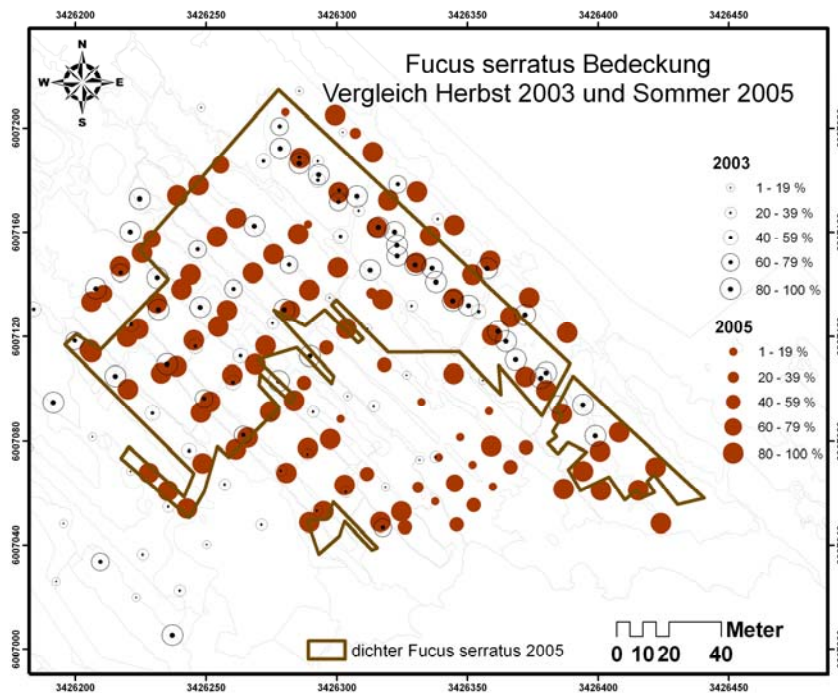 3426200 3426250 3426300 3426350 3426400 3426450
Fucus serratus Bedeckung
Vergleich Herbst 2003 und Sommer 2005
N
W E
S
6007200
6007160
6007120
6007080
6007040
6007000
2003
1 - 19 %
20 - 39 %
40 - 59 %
60 - 79 %
80 - 100 %
2005
1 - 19 %
20 - 39 %
40 - 59 %
60 - 79 %
80 - 100 %
dichter Fucus serratus 2005
Meter
0 10 20 40
3426200 3426250 3426300 3426350 3426400 3426450